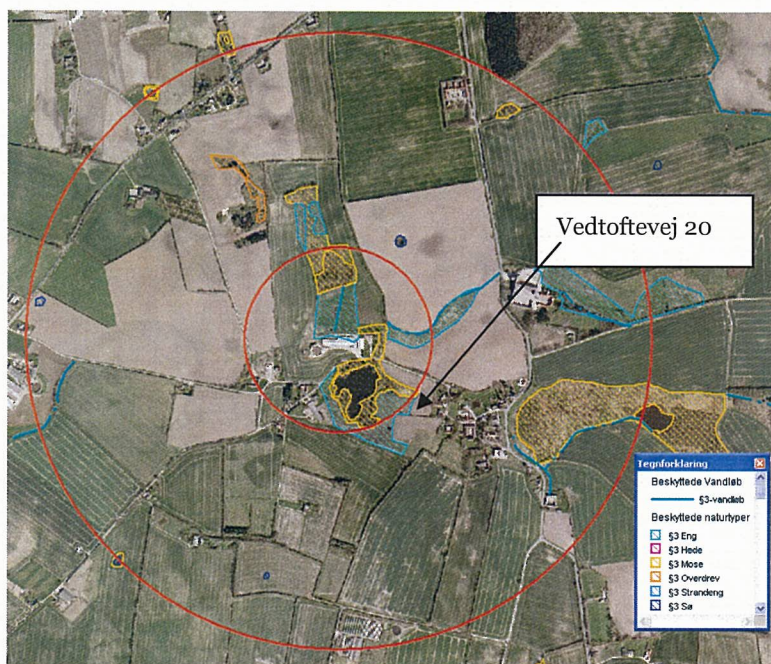 Vedtoftevej 20
Tegnforklaring
Beskyttede Vandløb
§3-vandløb
Beskyttede naturtyper
§3 Eng
§3 Hede
§3 Mose
§3 Overdrev
§3 Strandeng
§3 Sø